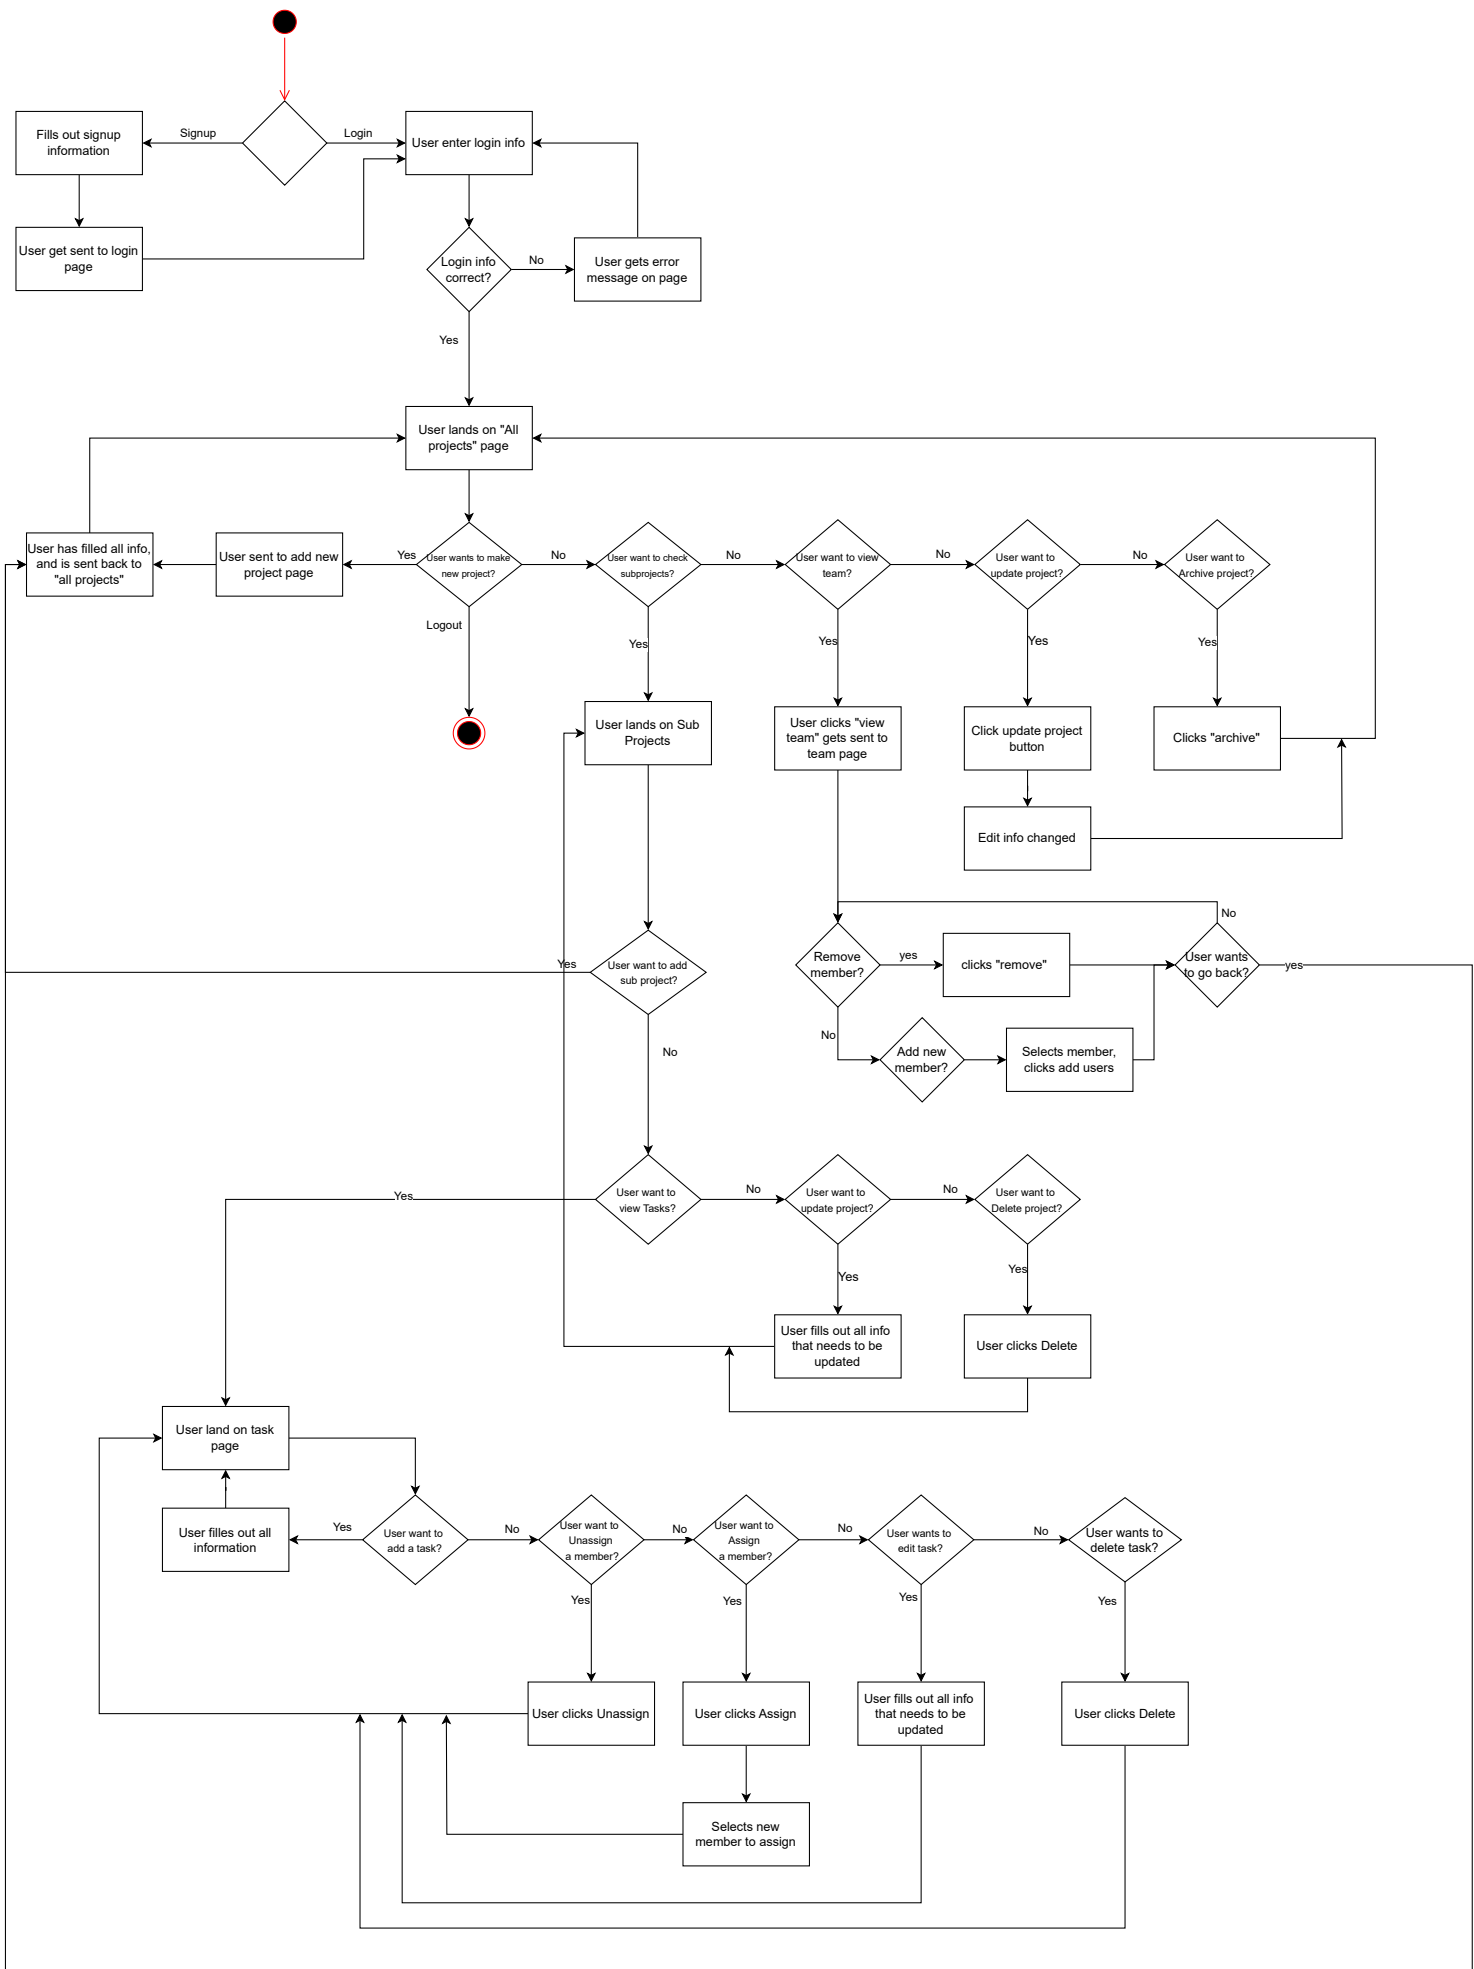 Fills out signup
information
Signup
Login
User enter login info
User get sent to login
page
Login info
correct?
No
User gets error
message on page
Yes
User lands on "All
projects" page
User has filled all info,
and is sent back to
"all projects"
User sent to add new
project page
Yes
User wants to make
new project?
No
User want to check
subprojects?
No
User want to view
team?
No
User want to
update project?
No
User want to
Archive project?
Logout
Yes
Yes
Yes
Yes
User lands on Sub
Projects
User clicks "view
team" gets sent to
team page
Click update project
button
Clicks "archive"
Edit info changed
No
Yes
User want to add
sub project?
Remove
member?
yes
clicks "remove"
User wants
to go back?
yes
No
No
Add new
member?
Selects member,
clicks add users
Yes
User want to
view Tasks?
No
User want to
update project?
No
User want to
Delete project?
Yes
Yes
User fills out all info
that needs to be
updated
User clicks Delete
User land on task
page
User filles out all
information
Yes
User want to
add a task?
No
User want to
Unassign
a member?
No
User want to
Assign
a member?
No
User wants to
edit task?
No
User wants to
delete task?
Yes
Yes
Yes
Yes
User clicks Unassign
User clicks Assign
User fills out all info
that needs to be
updated
User clicks Delete
Selects new
member to assign